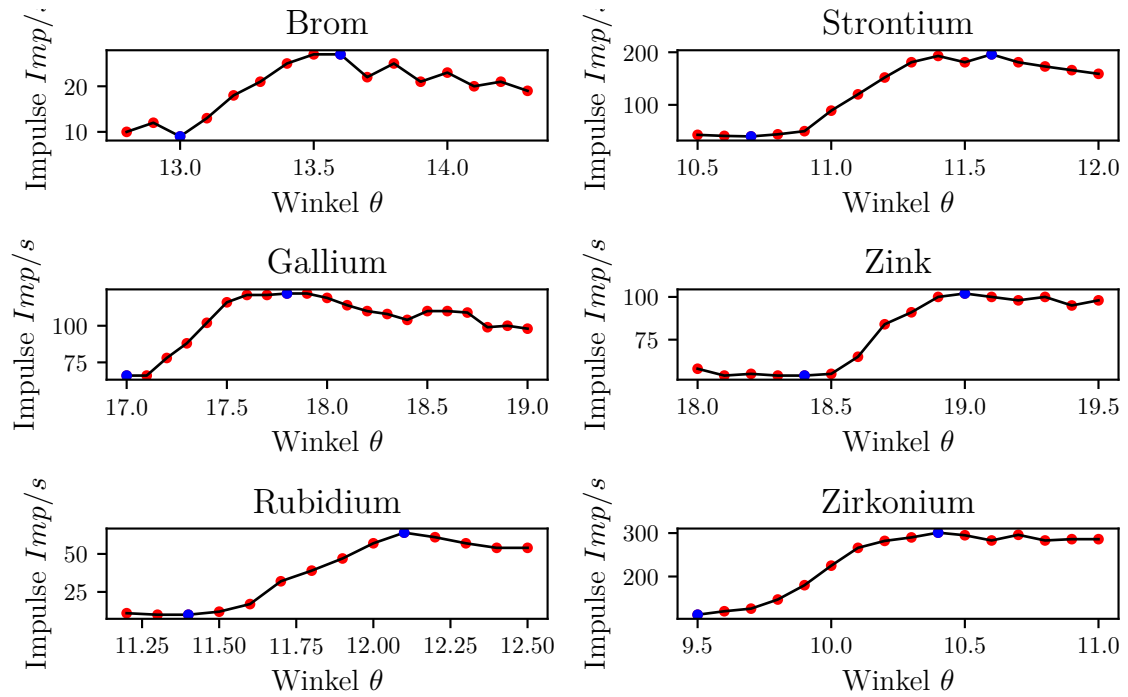 Brom
Impulse Imp/
20
10
13.0 13.5 14.0
Winkel θ
Strontium
Impulse Imp/
200
100
10.5 11.0 11.5 12.0
Winkel θ
Gallium
Impulse Imp/s
100
75
17.0 17.5 18.0 18.5 19.0
Winkel θ
Zink
Impulse Imp/s
100
75
18.0 18.5 19.0 19.5
Winkel θ
Rubidium
Impulse Imp/s
50
25
11.25 11.50 11.75 12.00 12.25 12.50
Winkel θ
Zirkonium
Impulse Imp/s
300
200
9.5 10.0 10.5 11.0
Winkel θ